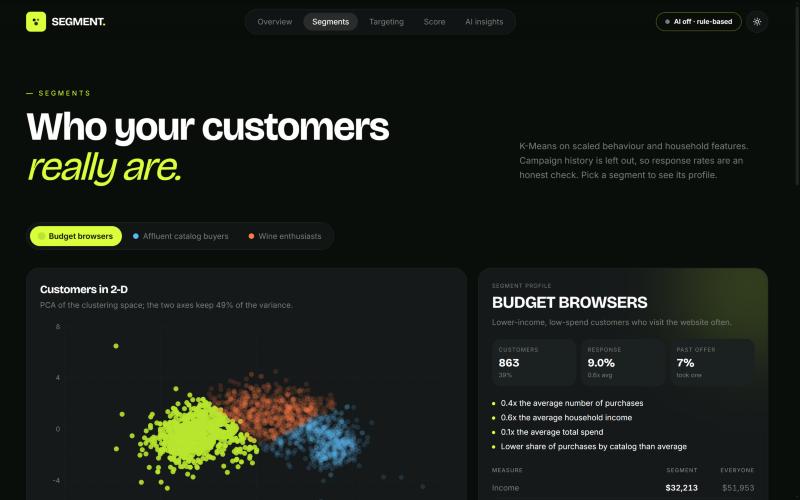 SEGMENT.
Overview
Segments
Targeting
Score
AI insights
AI off · rule-based
— SEGMENTS
Who your customers
really are.
K-Means on scaled behaviour and household features.
Campaign history is left out, so response rates are an
honest check. Pick a segment to see its profile.
Budget browsers
Affluent catalog buyers
Wine enthusiasts
Customers in 2-D
PCA of the clustering space; the two axes keep 49% of the variance.
8
4
0
-4
SEGMENT PROFILE
BUDGET BROWSERS
Lower-income, low-spend customers who visit the website often.
CUSTOMERS
863
39%
RESPONSE
9.0%
0.6x avg
PAST OFFER
7%
took one
0.4x the average number of purchases
0.6x the average household income
0.1x the average total spend
Lower share of purchases by catalog than average
MEASURE SEGMENT EVERYONE
Income $32,213 $51,953